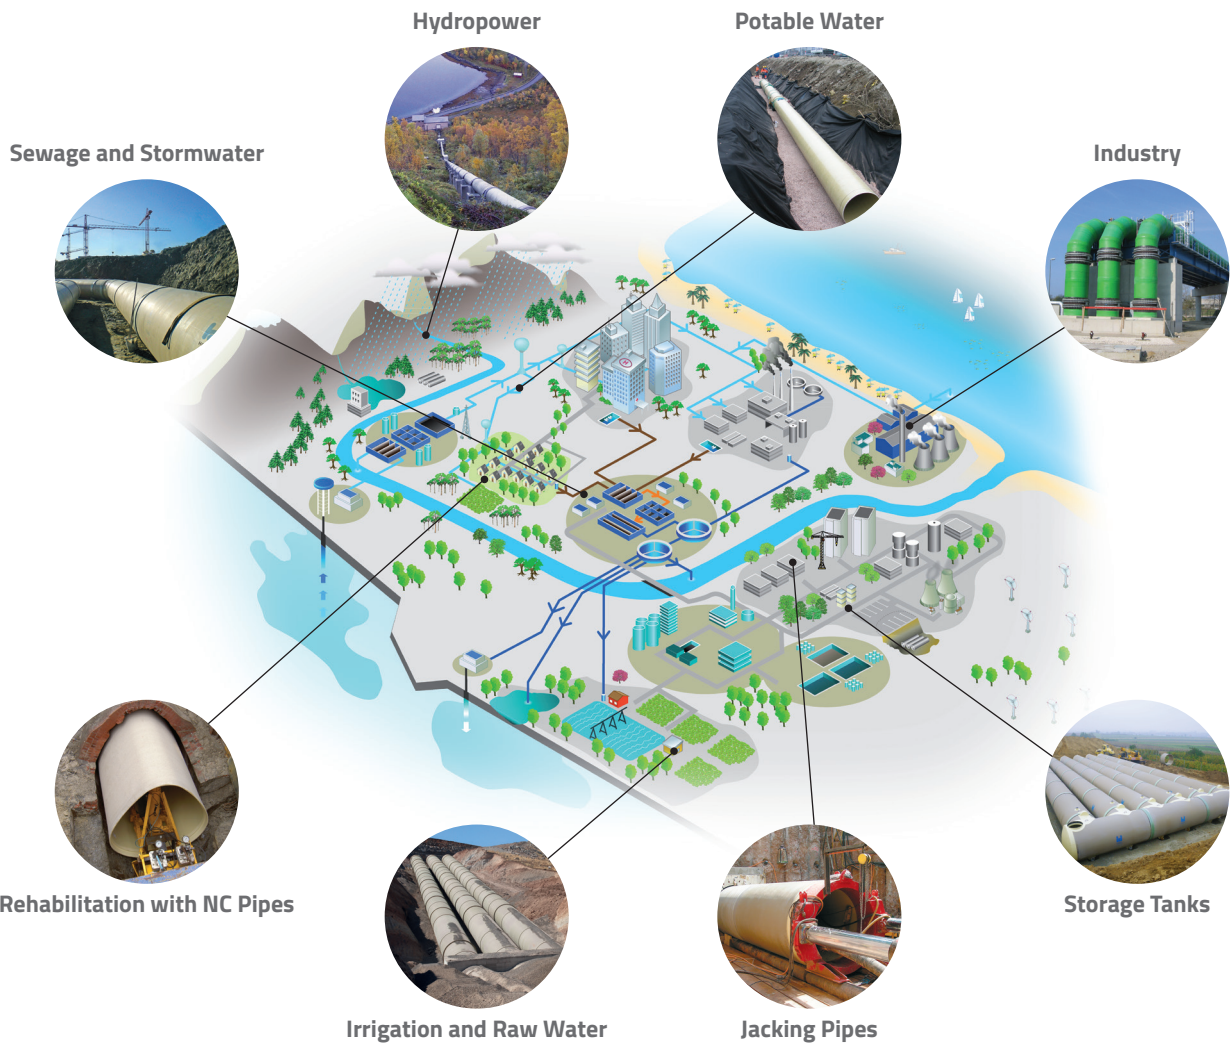 Hydropower
Potable Water
Sewage and Stormwater
Industry
Rehabilitation with NC Pipes
Storage Tanks
Irrigation and Raw Water
Jacking Pipes